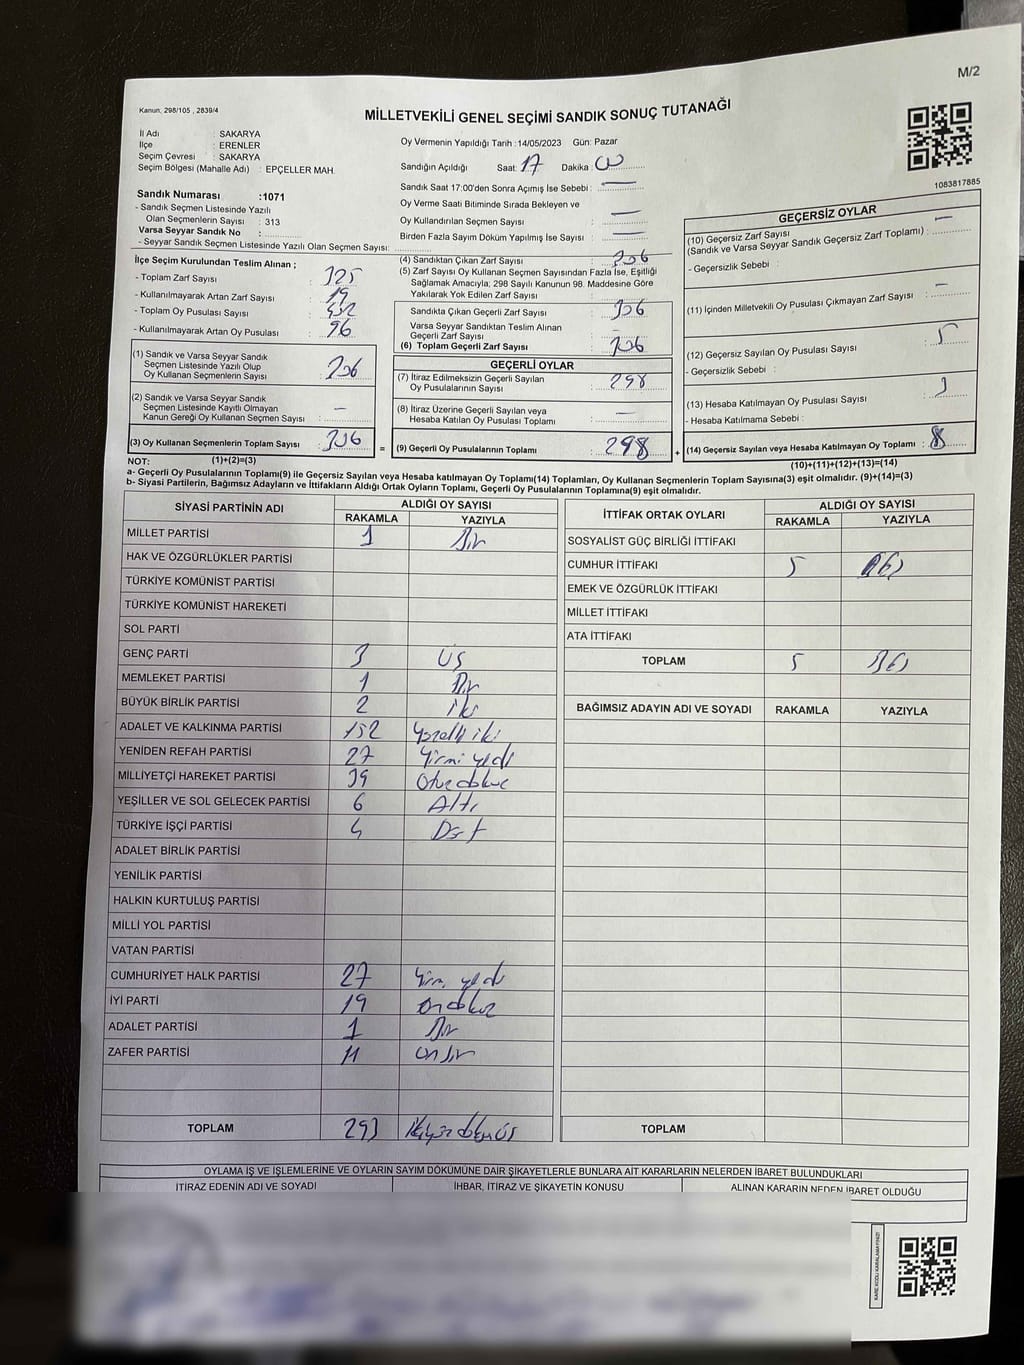 M/2
Kanun, 298/105 , 2839/4
MİLLETVEKİLİ GENEL SEÇİMİ SANDIK SONUÇ TUTANAĞI
İl Adı : SAKARYA
İlçe : ERENLER
Seçim Çevresi : SAKARYA
Seçim Bölgesi (Mahalle Adı) : EPÇELLER MAH.
Sandık Numarası :1071
- Sandık Seçmen Listesinde Yazılı
Olan Seçmenlerin Sayısı : 313
Varsa Seyyar Sandık No :
- Seyyar Sandık Seçmen Listesinde Yazılı Olan Seçmen Sayısı:
Oy Vermenin Yapıldığı Tarih : 14/05/2023 Gün: Pazar
Sandığın Açıldığı Saat: 17 Dakika :
Sandık Saat 17:00'den Sonra Açımış İse Sebebi : —
Oy Verme Saati Bitiminde Sırada Bekleyen ve
Oy Kullandırılan Seçmen Sayısı : —
Birden Fazla Sayım Döküm Yapılmış İse Sayısı : —
1083817885
İlçe Seçim Kurulundan Teslim Alınan ;
- Toplam Zarf Sayısı : 325
- Kullanılmayarak Artan Zarf Sayısı : 19
- Toplam Oy Pusulası Sayısı :
- Kullanılmayarak Artan Oy Pusulası : 96
(1) Sandık ve Varsa Seyyar Sandık
Seçmen Listesinde Yazılı Olup
Oy Kullanan Seçmenlerin Sayısı : 306
(2) Sandık ve Varsa Seyyar Sandık
Seçmen Listesinde Kayıtlı Olmayan
Kanun Gereği Oy Kullanan Seçmen Sayısı : —
(3) Oy Kullanan Seçmenlerin Toplam Sayısı : 306
(1)+(2)=(3)
(4) Sandıktan Çıkan Zarf Sayısı : 306
(5) Zarf Sayısı Oy Kullanan Seçmen Sayısından Fazla İse, Eşitliği
Sağlamak Amacıyla; 298 Sayılı Kanunun 98. Maddesine Göre
Yakılarak Yok Edilen Zarf Sayısı :
Sandıkta Çıkan Geçerli Zarf Sayısı : 306
Varsa Seyyar Sandıktan Teslim Alınan
Geçerli Zarf Sayısı : —
(6) Toplam Geçerli Zarf Sayısı : 306
GEÇERLİ OYLAR
(7) İtiraz Edilmeksizin Geçerli Sayılan
Oy Pusulalarının Sayısı : 298
(8) İtiraz Üzerine Geçerli Sayılan veya
Hesaba Katılan Oy Pusulası Toplamı : —
= (9) Geçerli Oy Pusulalarının Toplamı : 298
GEÇERSİZ OYLAR
(10) Geçersiz Zarf Sayısı
(Sandık ve Varsa Seyyar Sandık Geçersiz Zarf Toplamı) : —
- Geçersizlik Sebebi :
(11) İçinden Milletvekili Oy Pusulası Çıkmayan Zarf Sayısı : —
(12) Geçersiz Sayılan Oy Pusulası Sayısı : 5
- Geçersizlik Sebebi :
(13) Hesaba Katılmayan Oy Pusulası Sayısı : 3
- Hesaba Katılmama Sebebi :
+ (14) Geçersiz Sayılan veya Hesaba Katılmayan Oy Toplamı : 8
(10)+(11)+(12)+(13)=(14)
NOT:
a- Geçerli Oy Pusulalarının Toplamı(9) ile Geçersiz Sayılan veya Hesaba katılmayan Oy Toplamı(14) Toplamları, Oy Kullanan Seçmenlerin Toplam Sayısına(3) eşit olmalıdır. (9)+(14)=(3)
b- Siyasi Partilerin, Bağımsız Adayların ve İttifakların Aldığı Ortak Oyların Toplamı, Geçerli Oy Pusulalarının Toplamına(9) eşit olmalıdır.
SİYASİ PARTİNİN ADI ALDIĞI OY SAYISI
RAKAMLA YAZIYLA
MİLLET PARTİSİ 1 Bir
HAK VE ÖZGÜRLÜKLER PARTİSİ
TÜRKİYE KOMÜNİST PARTİSİ
TÜRKİYE KOMÜNİST HAREKETİ
SOL PARTİ
GENÇ PARTİ 3 Üç
MEMLEKET PARTİSİ 1 Bir
BÜYÜK BİRLİK PARTİSİ 2 iki
ADALET VE KALKINMA PARTİSİ 152 Yüzelli iki
YENİDEN REFAH PARTİSİ 27 Yirmi yedi
MİLLİYETÇİ HAREKET PARTİSİ 39 Otuzdokuz
YEŞİLLER VE SOL GELECEK PARTİSİ 6 Altı
TÜRKİYE İŞÇİ PARTİSİ 4 Dört
ADALET BİRLİK PARTİSİ
YENİLİK PARTİSİ
HALKIN KURTULUŞ PARTİSİ
MİLLİ YOL PARTİSİ
VATAN PARTİSİ
CUMHURİYET HALK PARTİSİ 27 Yirmi yedi
İYİ PARTİ 19 Ondokuz
ADALET PARTİSİ 1 Bir
ZAFER PARTİSİ 11 onbir
TOPLAM 293 ikiyüzdoksanüç
İTTİFAK ORTAK OYLARI ALDIĞI OY SAYISI
RAKAMLA YAZIYLA
SOSYALİST GÜÇ BİRLİĞİ İTTİFAKI
CUMHUR İTTİFAKI 5
EMEK VE ÖZGÜRLÜK İTTİFAKI
MİLLET İTTİFAKI
ATA İTTİFAKI
TOPLAM 5
BAĞIMSIZ ADAYIN ADI VE SOYADI RAKAMLA YAZIYLA
TOPLAM
OYLAMA İŞ VE İŞLEMLERİNE VE OYLARIN SAYIM DÖKÜMÜNE DAİR ŞİKAYETLERLE BUNLARA AİT KARARLARIN NELERDEN İBARET BULUNDUKLARI
İTİRAZ EDENİN ADI VE SOYADI İHBAR, İTİRAZ VE ŞİKAYETİN KONUSU ALINAN KARARIN NEDEN İBARET OLDUĞU